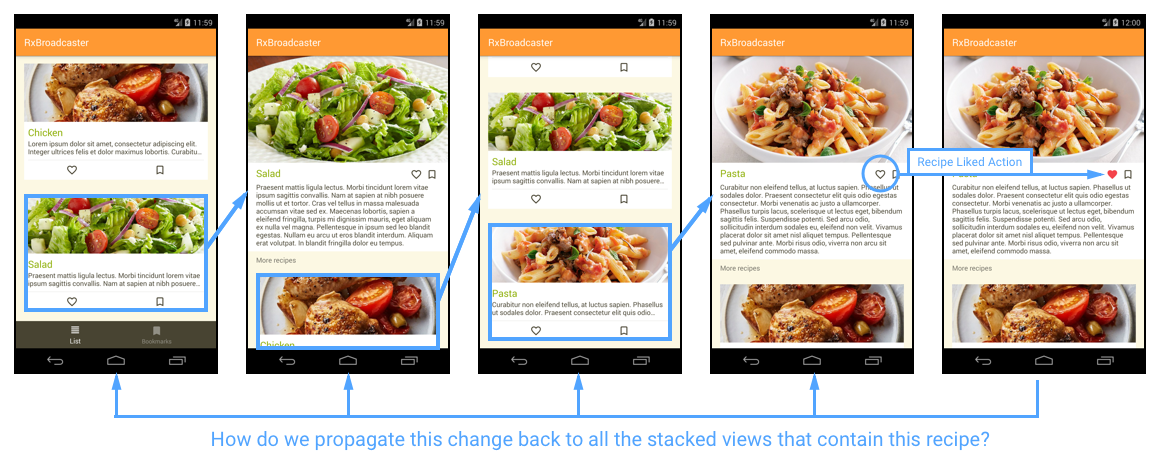 11:59
RxBroadcaster
Chicken
Lorem ipsum dolor sit amet, consectetur adipiscing elit.
Integer ultrices felis et dolor maximus lobortis. Curabitu...
Salad
Praesent mattis ligula lectus. Morbi tincidunt lorem vitae
ipsum sagittis convallis. Nam at sapien at nibh posuere...
List
Bookmarks
11:59
RxBroadcaster
Salad
Praesent mattis ligula lectus. Morbi tincidunt lorem vitae
ipsum sagittis convallis. Nam at sapien at nibh posuere
mollis ut et tortor. Cras vel tellus in massa malesuada
accumsan vitae sed ex. Maecenas lobortis, sapien a
eleifend fringilla, turpis mi dignissim mauris, eget aliquam
ex nulla vel magna. Pellentesque in ipsum sed leo blandit
egestas. Nullam eu arcu et eros blandit interdum. Aliquam
erat volutpat. In blandit fringilla dolor eu tempus.
More recipes
Chicken
11:59
RxBroadcaster
Salad
Praesent mattis ligula lectus. Morbi tincidunt lorem vitae
ipsum sagittis convallis. Nam at sapien at nibh posuere...
Pasta
Curabitur non eleifend tellus, at luctus sapien. Phasellus
ut sodales dolor. Praesent consectetur elit quis odio...
11:59
RxBroadcaster
Pasta
Curabitur non eleifend tellus, at luctus sapien. Phasellus ut
sodales dolor. Praesent consectetur elit quis odio
consectetur commodo. Curabitur vitae ullamcorper
lorem. Morbi venenatis ac justo a ullamcorper.
Phasellus turpis lacus, scelerisque ut lectus eget, bibendum
sagittis felis. Suspendisse potenti. Sed arcu odio,
sollicitudin interdum sodales eu, eleifend non velit. Vivamus
placerat dolor sit amet nisl aliquet tempus. Pellentesque
sed pulvinar ante. Morbi risus odio, viverra non arcu sit
amet, eleifend commodo massa.
More recipes
Recipe Liked Action
12:00
RxBroadcaster
Pasta
Curabitur non eleifend tellus, at luctus sapien. Phasellus ut
sodales dolor. Praesent consectetur elit quis odio
consectetur commodo. Curabitur vitae ullamcorper
lorem. Morbi venenatis ac justo a ullamcorper.
Phasellus turpis lacus, scelerisque ut lectus eget, bibendum
sagittis felis. Suspendisse potenti. Sed arcu odio,
sollicitudin interdum sodales eu, eleifend non velit. Vivamus
placerat dolor sit amet nisl aliquet tempus. Pellentesque
sed pulvinar ante. Morbi risus odio, viverra non arcu sit
amet, eleifend commodo massa.
More recipes
How do we propagate this change back to all the stacked views that contain this recipe?